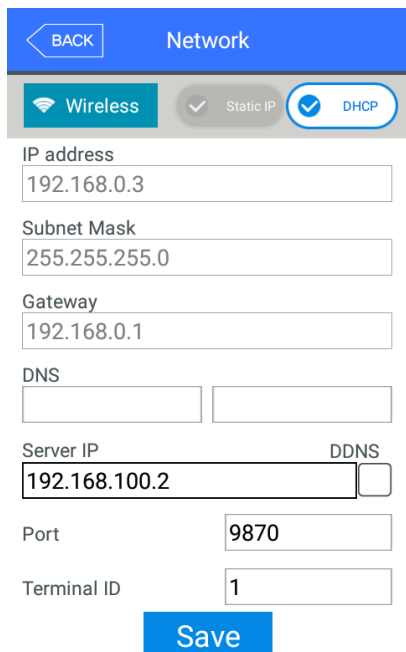 BACK Network
Wireless Static IP DHCP
IP address
192.168.0.3
Subnet Mask
255.255.255.0
Gateway
192.168.0.1
DNS
Server IP DDNS
192.168.100.2
Port 9870
Terminal ID 1
Save